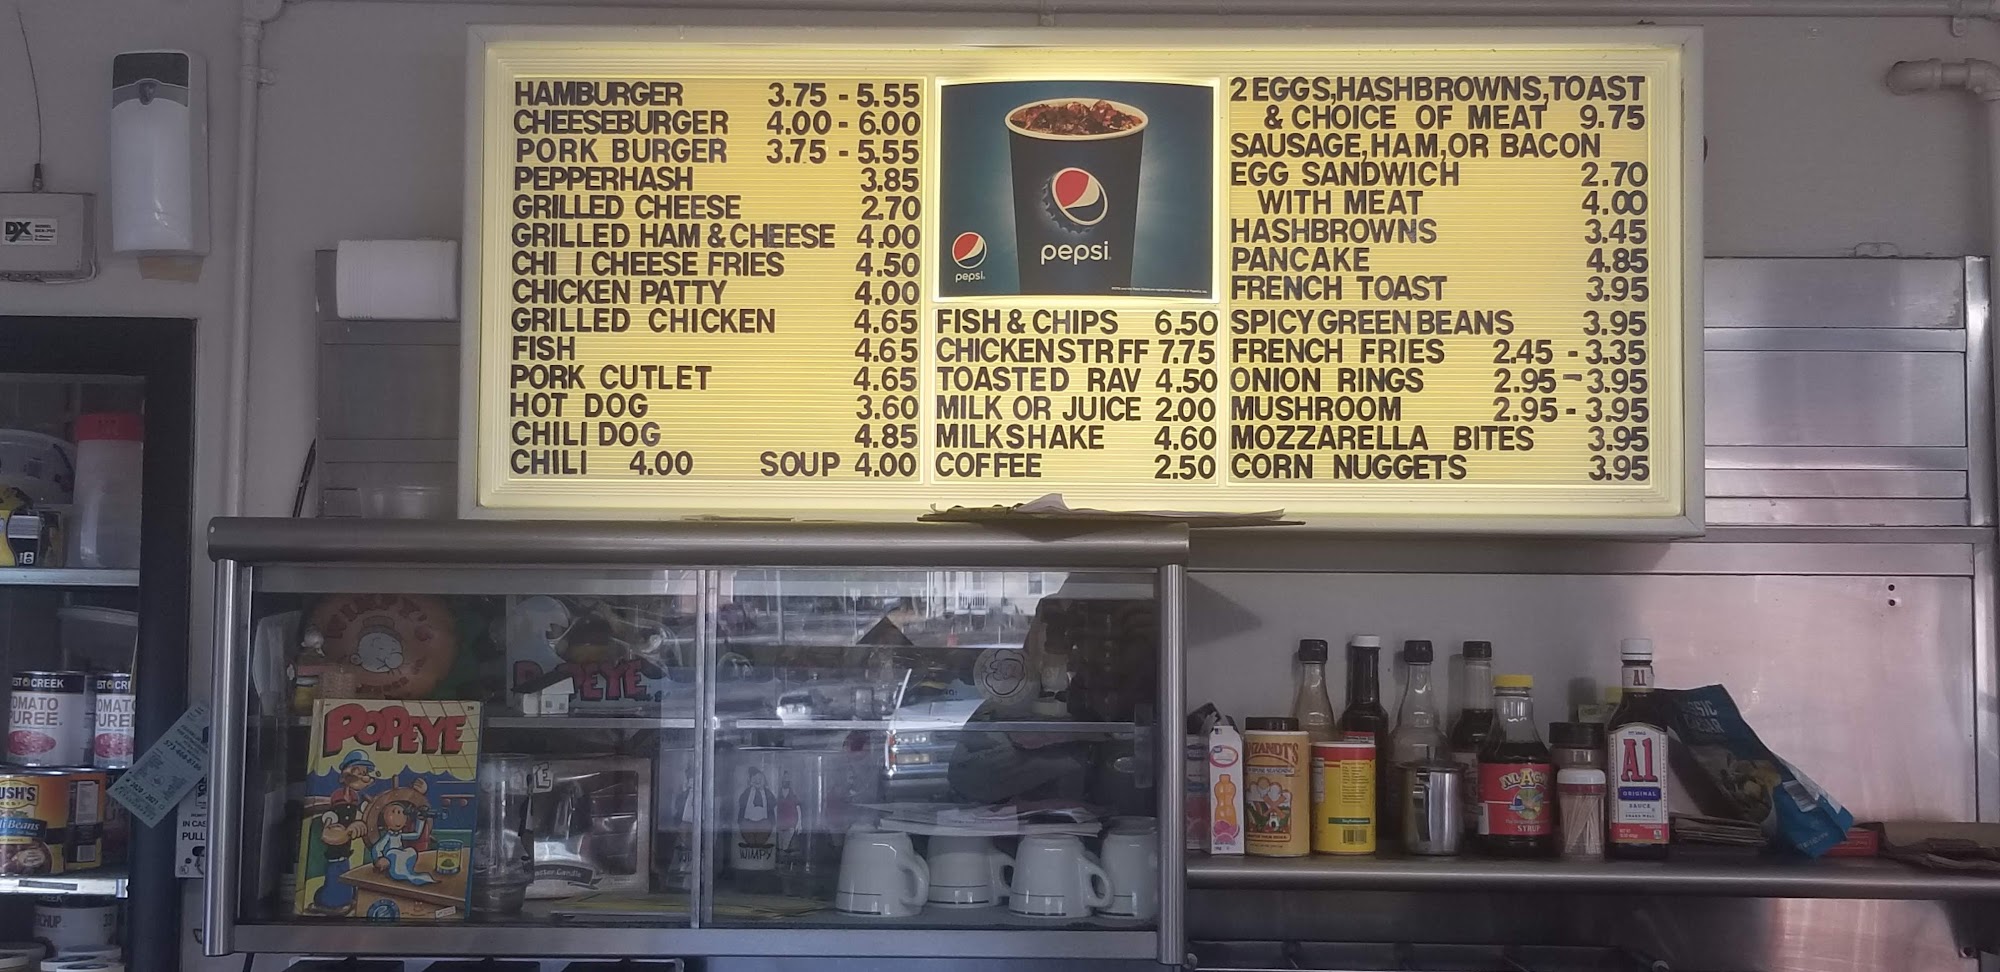 HAMBURGER 3.75 - 5.55
CHEESEBURGER 4.00 - 6.00
PORK BURGER 3.75 - 5.55
PEPPERHASH 3.85
GRILLED CHEESE 2.70
GRILLED HAM & CHEESE 4.00
CHI I CHEESE FRIES 4.50
CHICKEN PATTY 4.00
GRILLED CHICKEN 4.65
FISH 4.65
PORK CUTLET 4.65
HOT DOG 3.60
CHILI DOG 4.85
CHILI 4.00 SOUP 4.00
pepsi
pepsi
FISH & CHIPS 6.50
CHICKEN STR FF 7.75
TOASTED RAV 4.50
MILK OR JUICE 2.00
MILKSHAKE 4.60
COFFEE 2.50
2 EGGS,HASHBROWNS,TOAST
& CHOICE OF MEAT 9.75
SAUSAGE,HAM,OR BACON
EGG SANDWICH 2.70
WITH MEAT 4.00
HASHBROWNS 3.45
PANCAKE 4.85
FRENCH TOAST 3.95
SPICY GREEN BEANS 3.95
FRENCH FRIES 2.45 - 3.35
ONION RINGS 2.95 - 3.95
MUSHROOM 2.95 - 3.95
MOZZARELLA BITES 3.95
CORN NUGGETS 3.95
DX
WIMPY'S
POPEYE
POPEYE
WIMPY
A1
A1
ORIGINAL
SAUCE
SYRUP
CREEK
TOMATO
PUREE.
USH'S
Beans
PULL